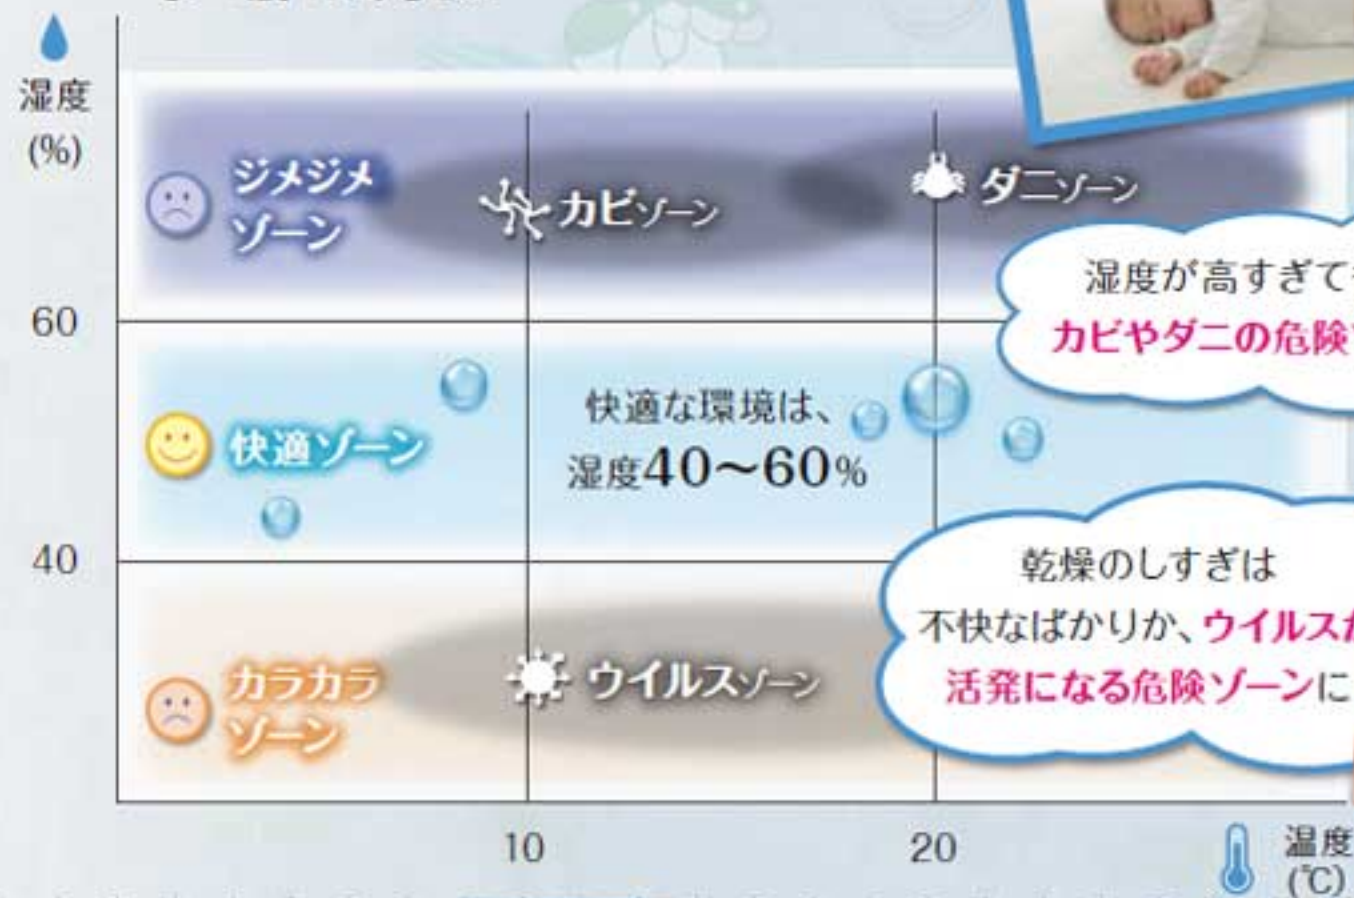 湿度
(%)
ジメジメ
ゾーン
カビゾーン
ダニゾーン
湿度が高すぎて
カビやダニの危険
60
快適ゾーン
快適な環境は、
湿度40〜60%
40
乾燥のしすぎは
不快なばかりか、ウイルスが
活発になる危険ゾーンに
カラカラ
ゾーン
ウイルスゾーン
10
20
温度
(℃)